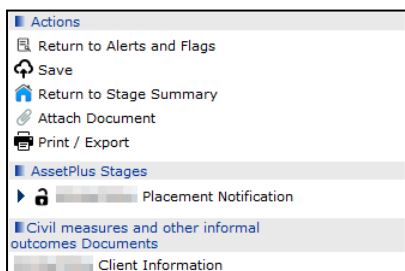 Actions
Return to Alerts and Flags
Save
Return to Stage Summary
Attach Document
Print / Export
AssetPlus Stages
Placement Notification
Civil measures and other informal
outcomes Documents
Client Information